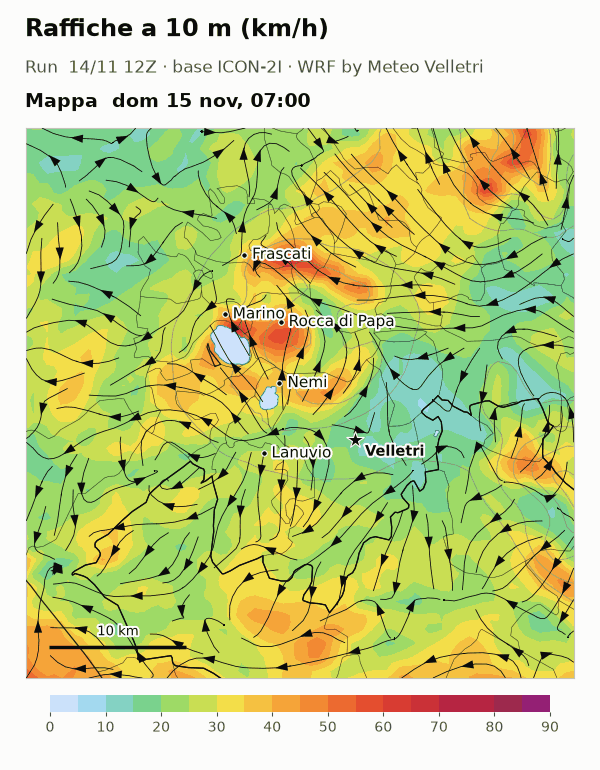 Raffiche a 10 m (km/h)
Run  14/11 12Z · base ICON-2I · WRF by Meteo Velletri
Mappa  dom 15 nov, 07:00
Frascati
Marino
Rocca di Papa
Nemi
Velletri
Lanuvio
10 km
0 10 20 30 40 50 60 70 80 90